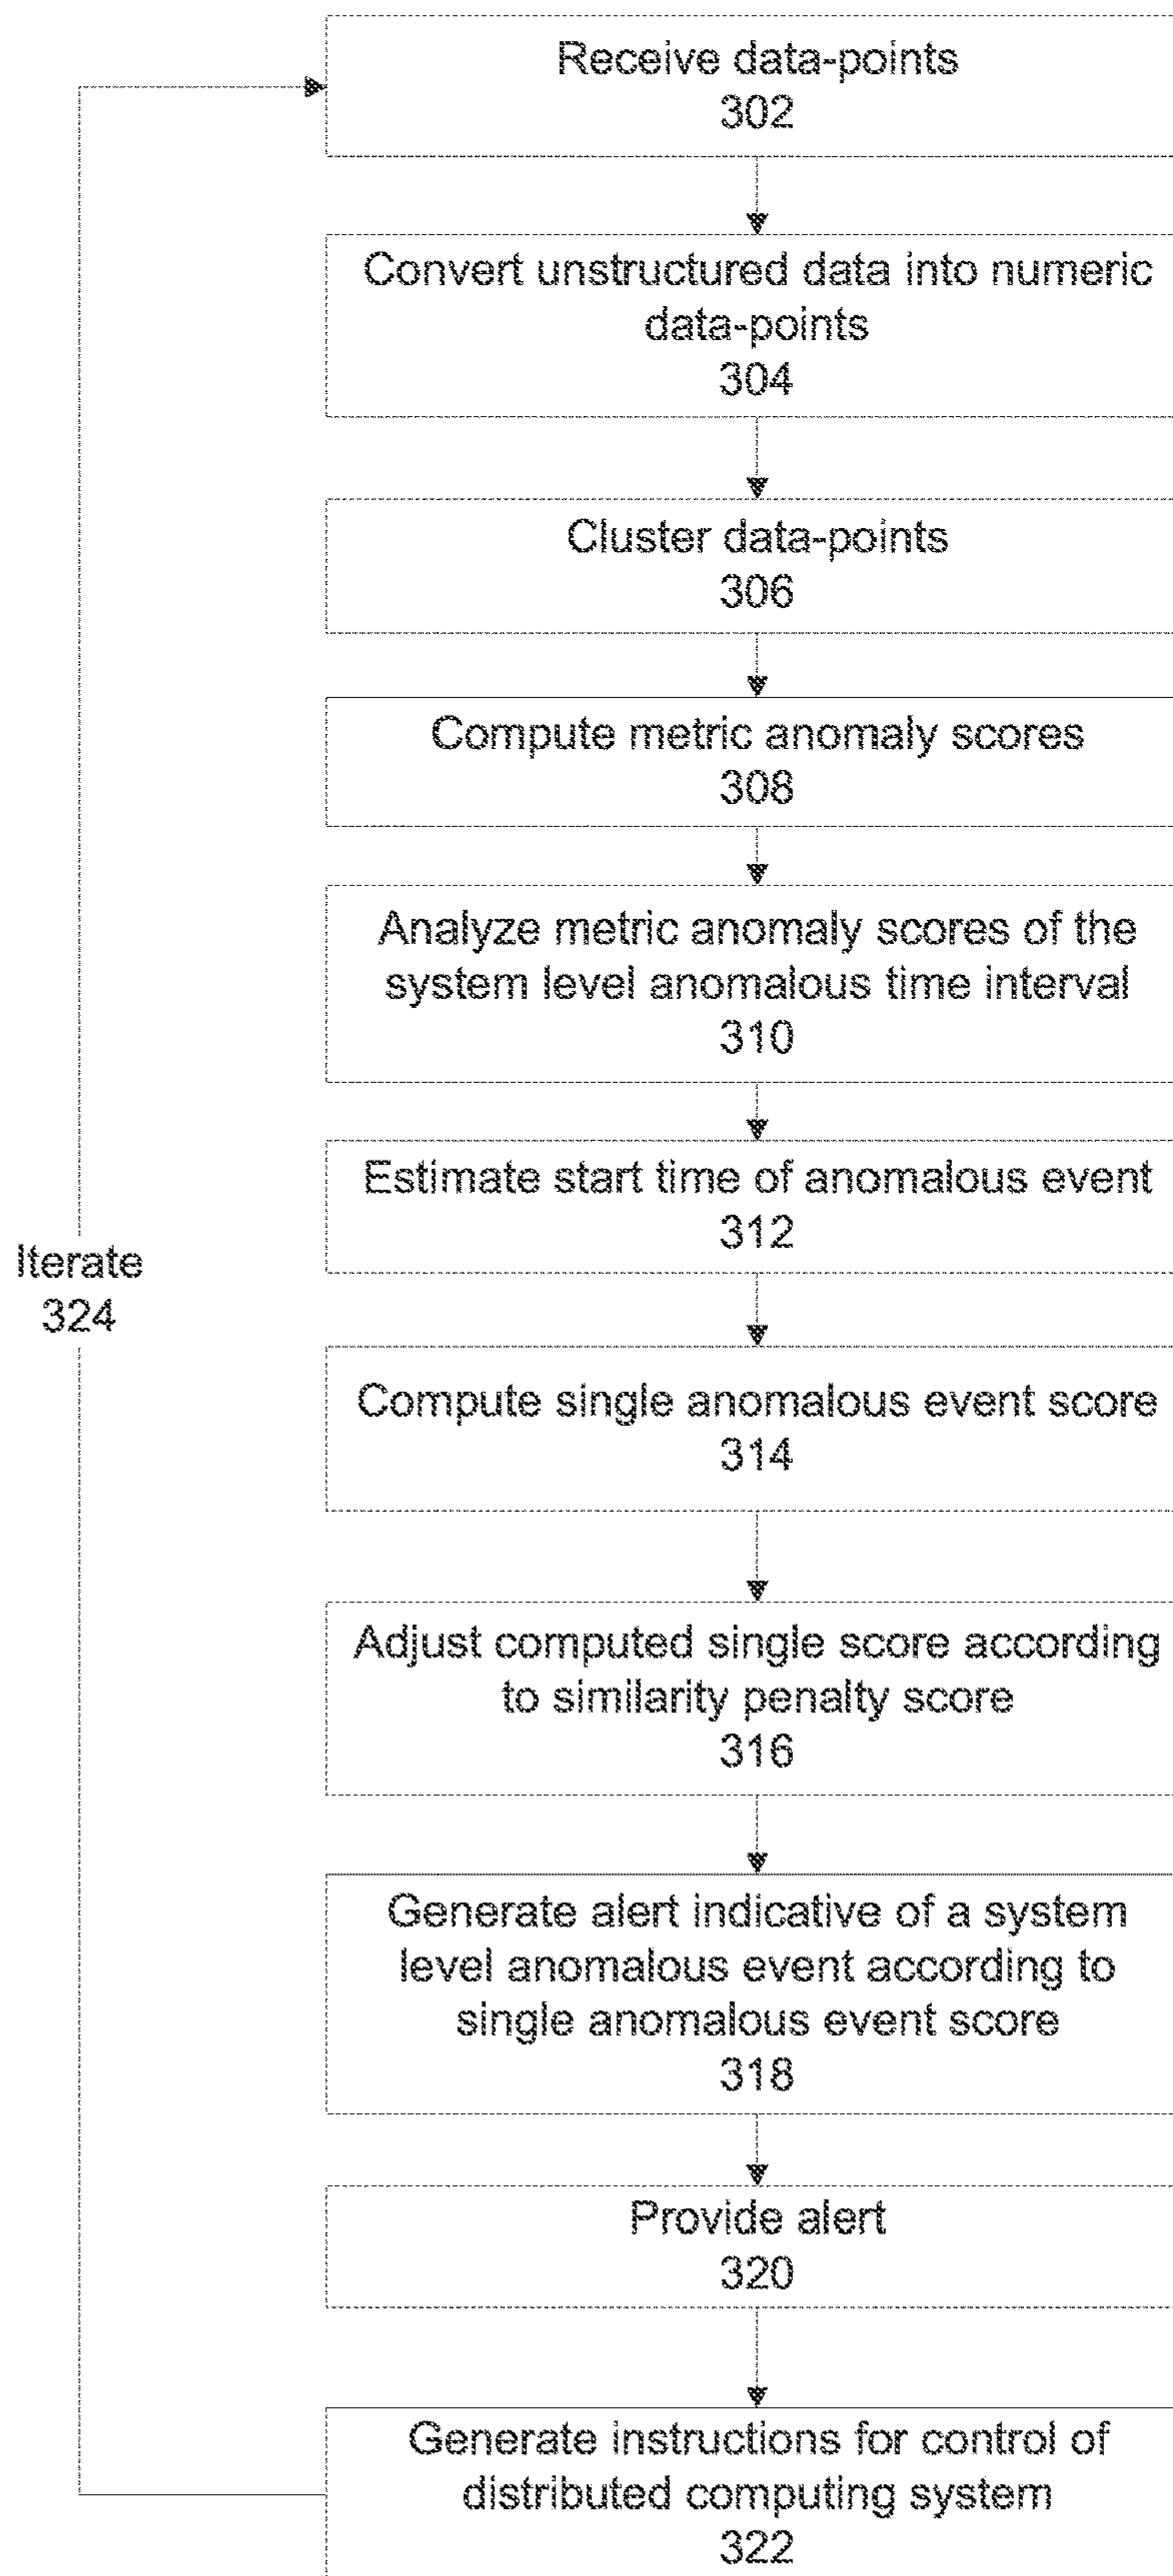 Receive data-points
302
Convert unstructured data into numeric
data-points
304
Cluster data-points
306
Compute metric anomaly scores
308
Analyze metric anomaly scores of the
system level anomalous time interval
310
Estimate start time of anomalous event
312
Iterate
324
Compute single anomalous event score
314
Adjust computed single score according
to similarity penalty score
316
Generate alert indicative of a system
level anomalous event according to
single anomalous event score
318
Provide alert
320
Generate instructions for control of
distributed computing system
322